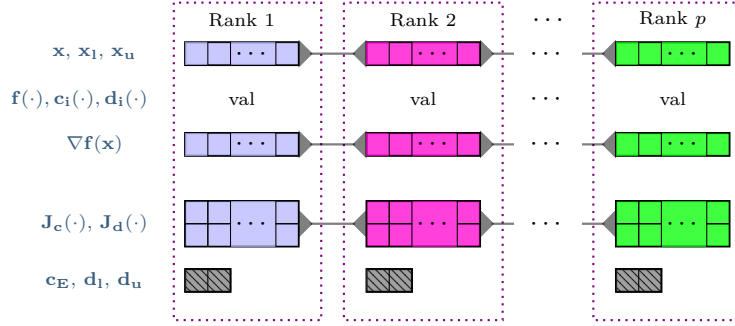 Rank 1 Rank 2 ··· Rank p
x, x_l, x_u ··· ··· ··· ···
f(·), c_i(·), d_i(·) val val ··· val
∇f(x) ··· ··· ··· ···
J_c(·), J_d(·) ··· ··· ··· ···
c_E, d_l, d_u